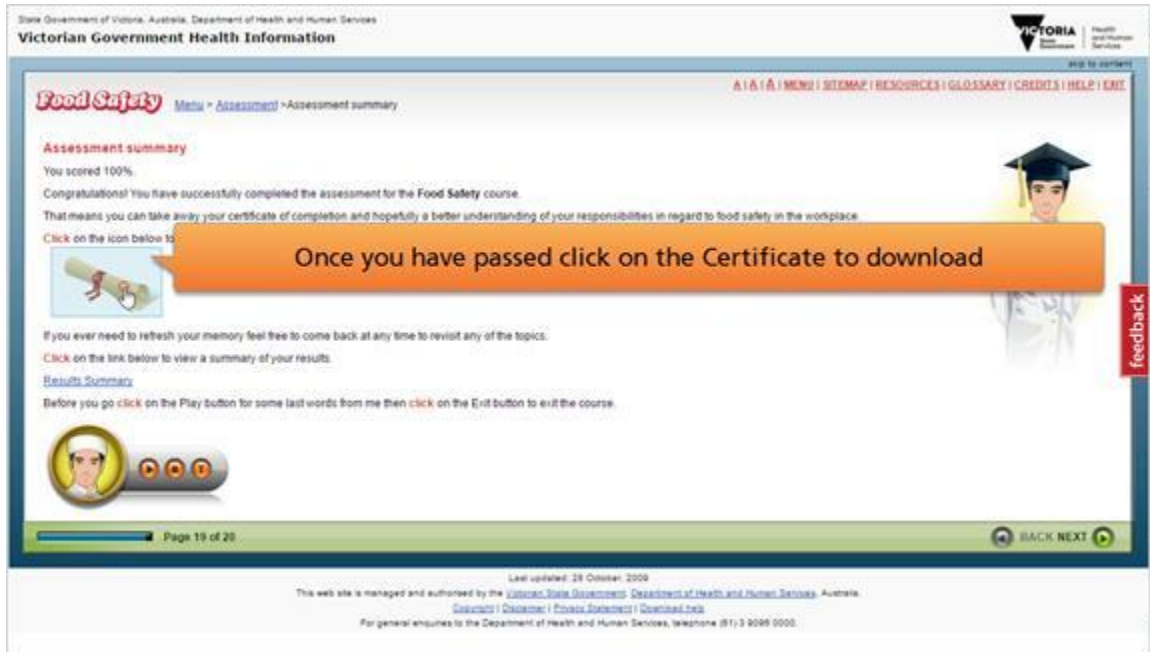 State Government of Victoria, Australia, Department of Health and Human Services
Victorian Government Health Information
VICTORIA
State
Government
Health
and Human
Services
skip to content
Food Safety
Menu > Assessment >Assessment summary
A | A | A | MENU | SITEMAP | RESOURCES | GLOSSARY | CREDITS | HELP | EXIT
Assessment summary
You scored 100%.
Congratulations! You have successfully completed the assessment for the Food Safety course.
That means you can take away your certificate of completion and hopefully a better understanding of your responsibilities in regard to food safety in the workplace.
Click on the icon below to
Once you have passed click on the Certificate to download
If you ever need to refresh your memory feel free to come back at any time to revisit any of the topics.
Click on the link below to view a summary of your results.
Results Summary
Before you go click on the Play button for some last words from me then click on the Exit button to exit the course.
feedback
Page 19 of 20
BACK NEXT
Last updated: 28 October, 2009
This web site is managed and authorised by the Victorian State Government, Department of Health and Human Services, Australia.
Copyright | Disclaimer | Privacy Statement | Download help
For general enquiries to the Department of Health and Human Services, telephone (61) 3 9096 0000.